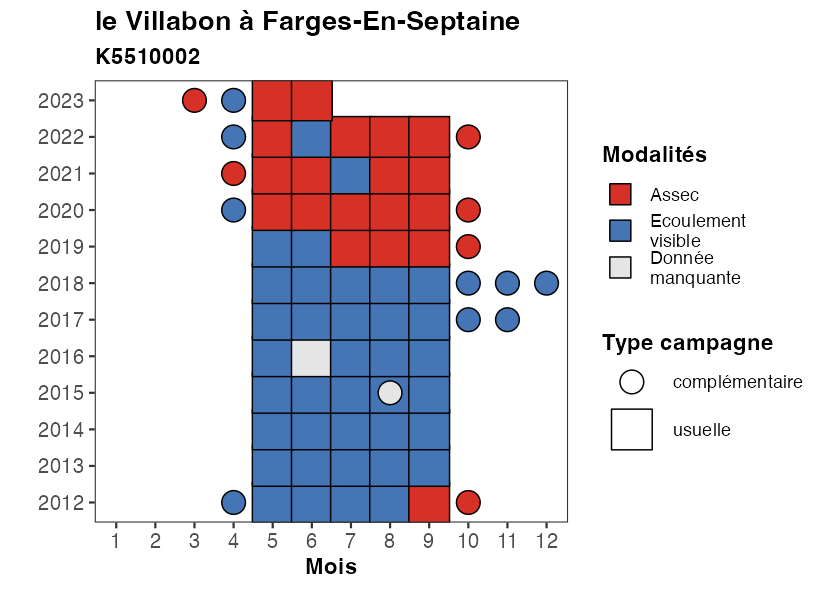 le Villabon à Farges-En-Septaine
K5510002
2023
2022
2021
2020
2019
2018
2017
2016
2015
2014
2013
2012
1 2 3 4 5 6 7 8 9 10 11 12
Mois
Modalités
Assec
Ecoulement
visible
Donnée
manquante
Type campagne
complémentaire
usuelle